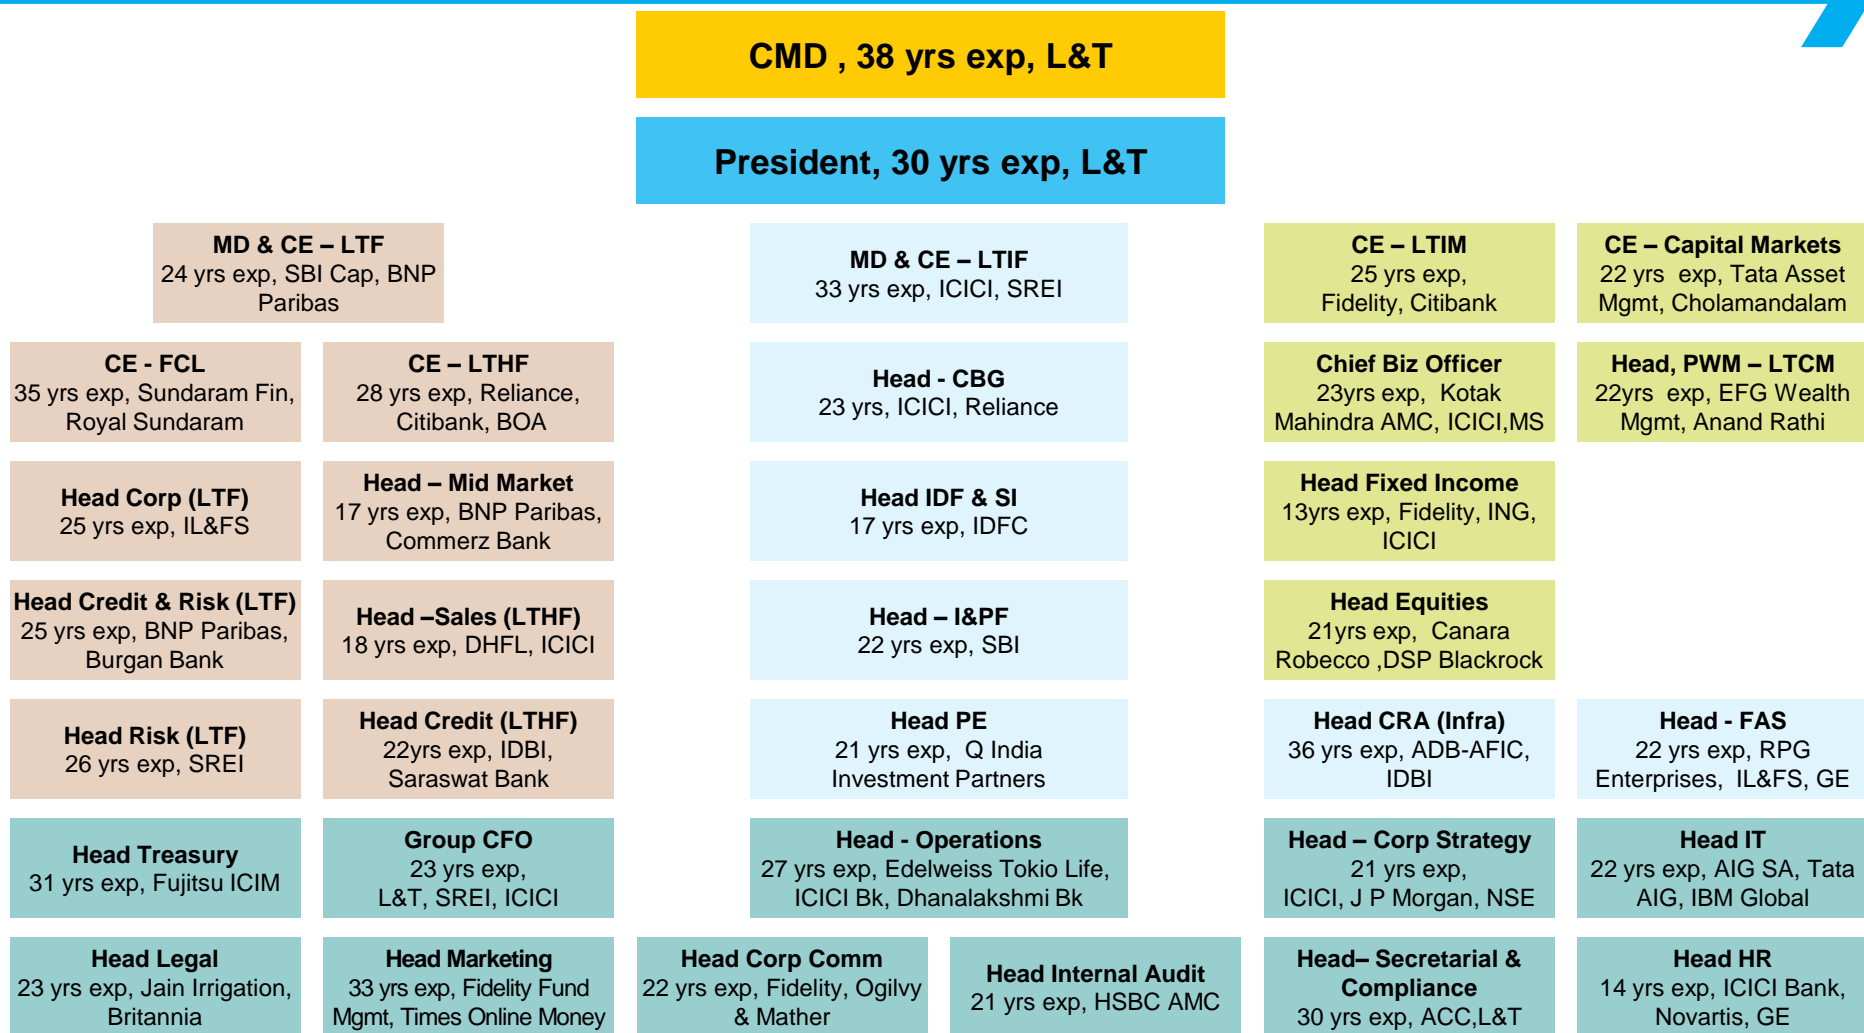 CMD , 38 yrs exp, L&T
President, 30 yrs exp, L&T
MD & CE – LTF
24 yrs exp, SBI Cap, BNP
Paribas
MD & CE – LTIF
33 yrs exp, ICICI, SREI
CE – LTIM
25 yrs exp,
Fidelity, Citibank
CE – Capital Markets
22 yrs exp, Tata Asset
Mgmt, Cholamandalam
CE - FCL
35 yrs exp, Sundaram Fin,
Royal Sundaram
CE – LTHF
28 yrs exp, Reliance,
Citibank, BOA
Head - CBG
23 yrs, ICICI, Reliance
Chief Biz Officer
23yrs exp, Kotak
Mahindra AMC, ICICI,MS
Head, PWM – LTCM
22yrs exp, EFG Wealth
Mgmt, Anand Rathi
Head Corp (LTF)
25 yrs exp, IL&FS
Head – Mid Market
17 yrs exp, BNP Paribas,
Commerz Bank
Head IDF & SI
17 yrs exp, IDFC
Head Fixed Income
13yrs exp, Fidelity, ING,
ICICI
Head Credit & Risk (LTF)
25 yrs exp, BNP Paribas,
Burgan Bank
Head –Sales (LTHF)
18 yrs exp, DHFL, ICICI
Head – I&PF
22 yrs exp, SBI
Head Equities
21yrs exp, Canara
Robecco ,DSP Blackrock
Head Risk (LTF)
26 yrs exp, SREI
Head Credit (LTHF)
22yrs exp, IDBI,
Saraswat Bank
Head PE
21 yrs exp, Q India
Investment Partners
Head CRA (Infra)
36 yrs exp, ADB-AFIC,
IDBI
Head - FAS
22 yrs exp, RPG
Enterprises, IL&FS, GE
Head Treasury
31 yrs exp, Fujitsu ICIM
Group CFO
23 yrs exp,
L&T, SREI, ICICI
Head - Operations
27 yrs exp, Edelweiss Tokio Life,
ICICI Bk, Dhanalakshmi Bk
Head – Corp Strategy
21 yrs exp,
ICICI, J P Morgan, NSE
Head IT
22 yrs exp, AIG SA, Tata
AIG, IBM Global
Head Legal
23 yrs exp, Jain Irrigation,
Britannia
Head Marketing
33 yrs exp, Fidelity Fund
Mgmt, Times Online Money
Head Corp Comm
22 yrs exp, Fidelity, Ogilvy
& Mather
Head Internal Audit
21 yrs exp, HSBC AMC
Head– Secretarial &
Compliance
30 yrs exp, ACC,L&T
Head HR
14 yrs exp, ICICI Bank,
Novartis, GE